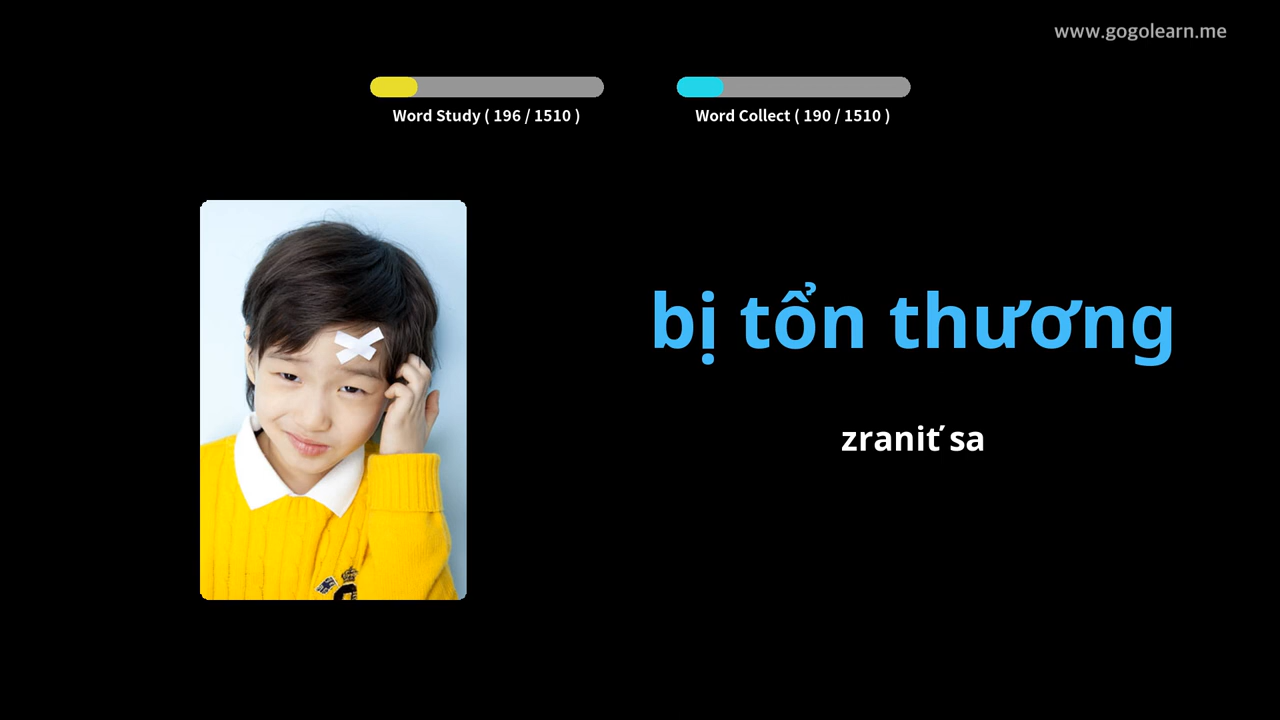 www.gogolearn.me
Word Study ( 196 / 1510 )
Word Collect ( 190 / 1510 )
bị tổn thương
zraniť sa